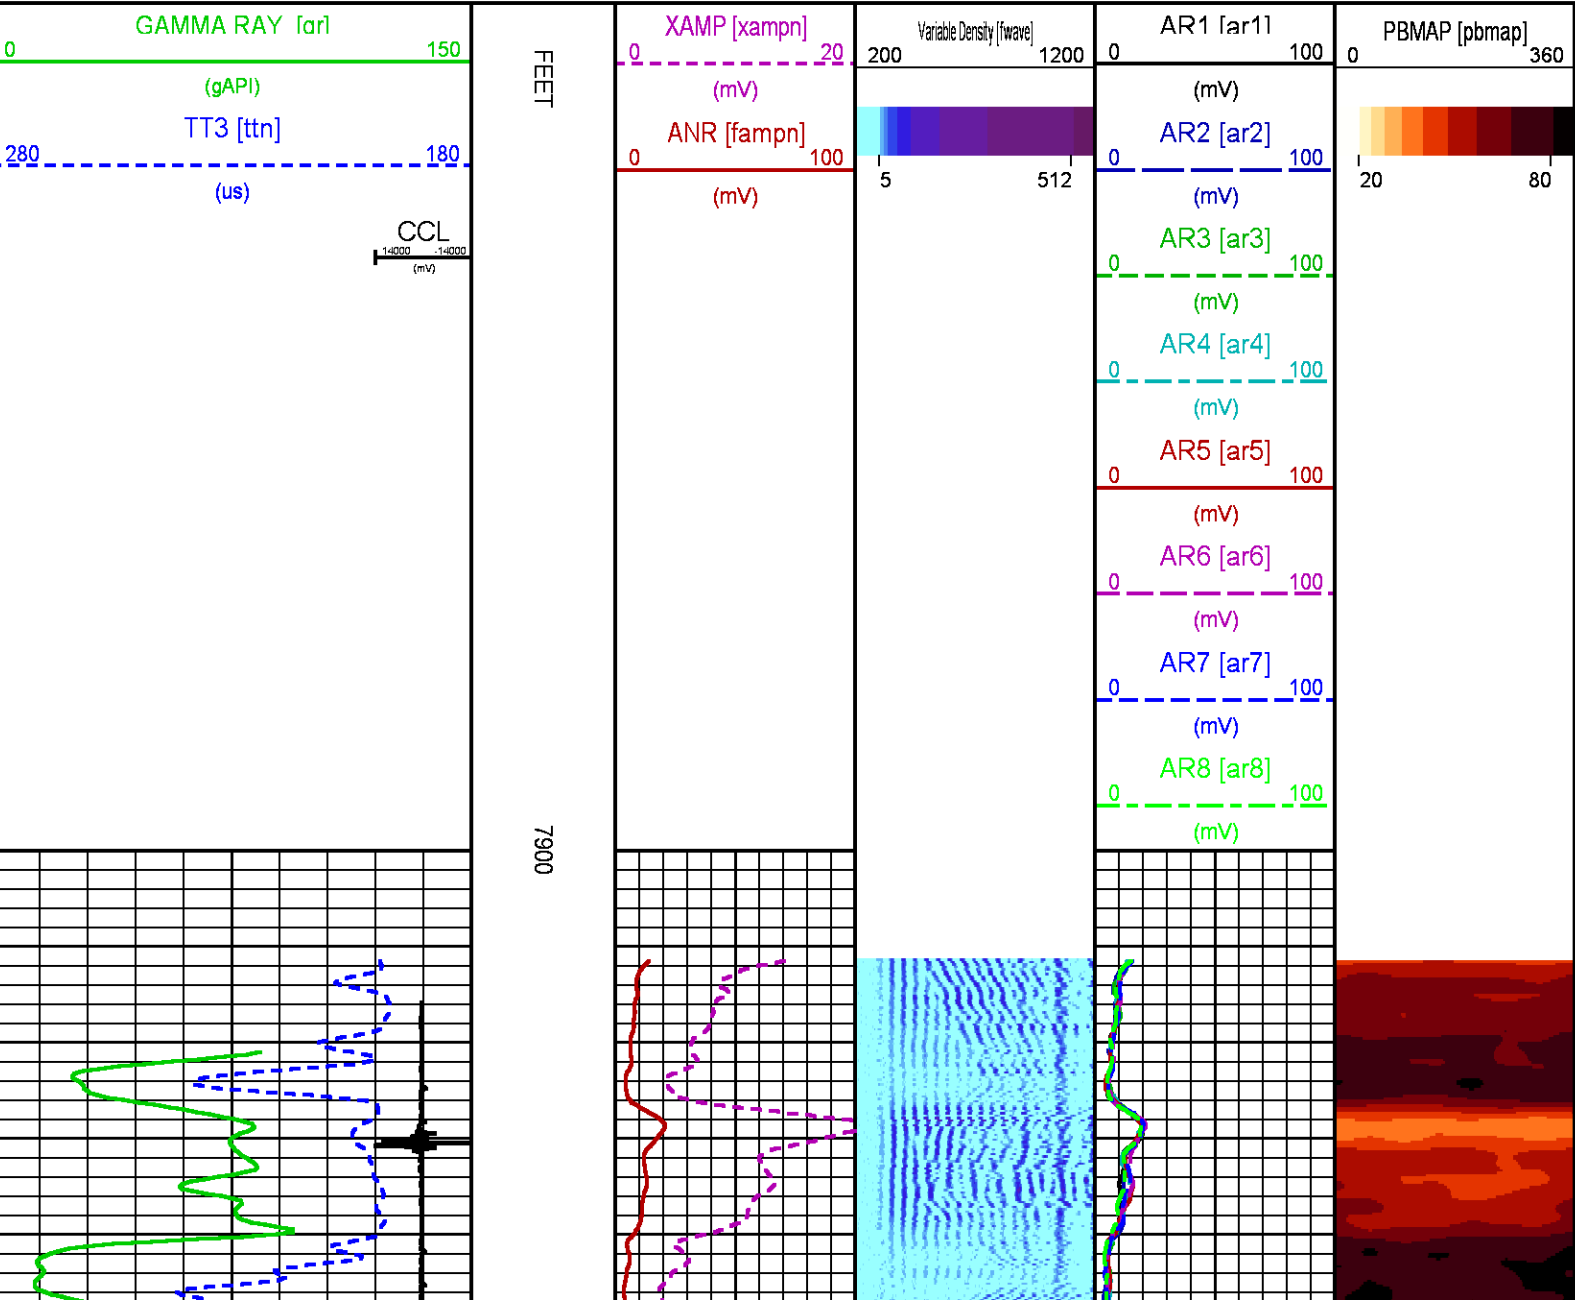 GAMMA RAY [gr]
0 150
(gAPI)
TT3 [ttn]
280 180
(us)
CCL
14000 -14000
(mV)
FEET
7900
XAMP [xampn]
0 20
(mV)
ANR [fampn]
0 100
(mV)
Variable Density [fwave]
200 1200
5 512
AR1 [ar1]
0 100
(mV)
AR2 [ar2]
0 100
(mV)
AR3 [ar3]
0 100
(mV)
AR4 [ar4]
0 100
(mV)
AR5 [ar5]
0 100
(mV)
AR6 [ar6]
0 100
(mV)
AR7 [ar7]
0 100
(mV)
AR8 [ar8]
0 100
(mV)
PBMAP [pbmap]
0 360
20 80